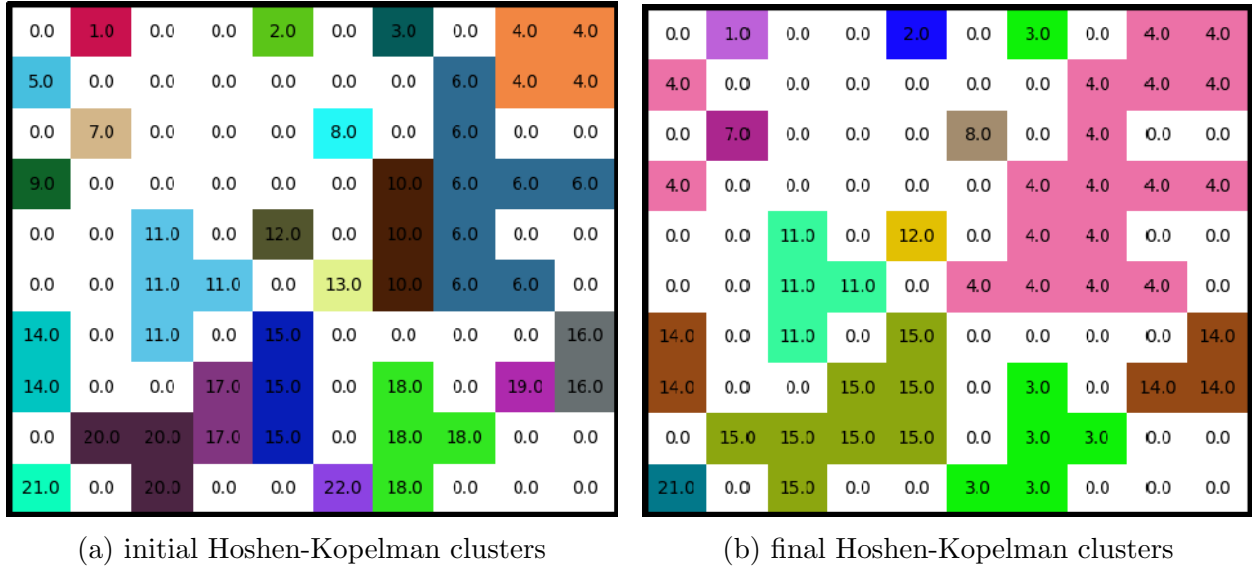 0.0 1.0 0.0 0.0 2.0 0.0 3.0 0.0 4.0 4.0
5.0 0.0 0.0 0.0 0.0 0.0 0.0 6.0 4.0 4.0
0.0 7.0 0.0 0.0 0.0 8.0 0.0 6.0 0.0 0.0
9.0 0.0 0.0 0.0 0.0 0.0 10.0 6.0 6.0 6.0
0.0 0.0 11.0 0.0 12.0 0.0 10.0 6.0 0.0 0.0
0.0 0.0 11.0 11.0 0.0 13.0 10.0 6.0 6.0 0.0
14.0 0.0 11.0 0.0 15.0 0.0 0.0 0.0 0.0 16.0
14.0 0.0 0.0 17.0 15.0 0.0 18.0 0.0 19.0 16.0
0.0 20.0 20.0 17.0 15.0 0.0 18.0 18.0 0.0 0.0
21.0 0.0 20.0 0.0 0.0 22.0 18.0 0.0 0.0 0.0
(a) initial Hoshen-Kopelman clusters
0.0 1.0 0.0 0.0 2.0 0.0 3.0 0.0 4.0 4.0
4.0 0.0 0.0 0.0 0.0 0.0 0.0 4.0 4.0 4.0
0.0 7.0 0.0 0.0 0.0 8.0 0.0 4.0 0.0 0.0
4.0 0.0 0.0 0.0 0.0 0.0 4.0 4.0 4.0 4.0
0.0 0.0 11.0 0.0 12.0 0.0 4.0 4.0 0.0 0.0
0.0 0.0 11.0 11.0 0.0 4.0 4.0 4.0 4.0 0.0
14.0 0.0 11.0 0.0 15.0 0.0 0.0 0.0 0.0 14.0
14.0 0.0 0.0 15.0 15.0 0.0 3.0 0.0 14.0 14.0
0.0 15.0 15.0 15.0 15.0 0.0 3.0 3.0 0.0 0.0
21.0 0.0 15.0 0.0 0.0 3.0 3.0 0.0 0.0 0.0
(b) final Hoshen-Kopelman clusters